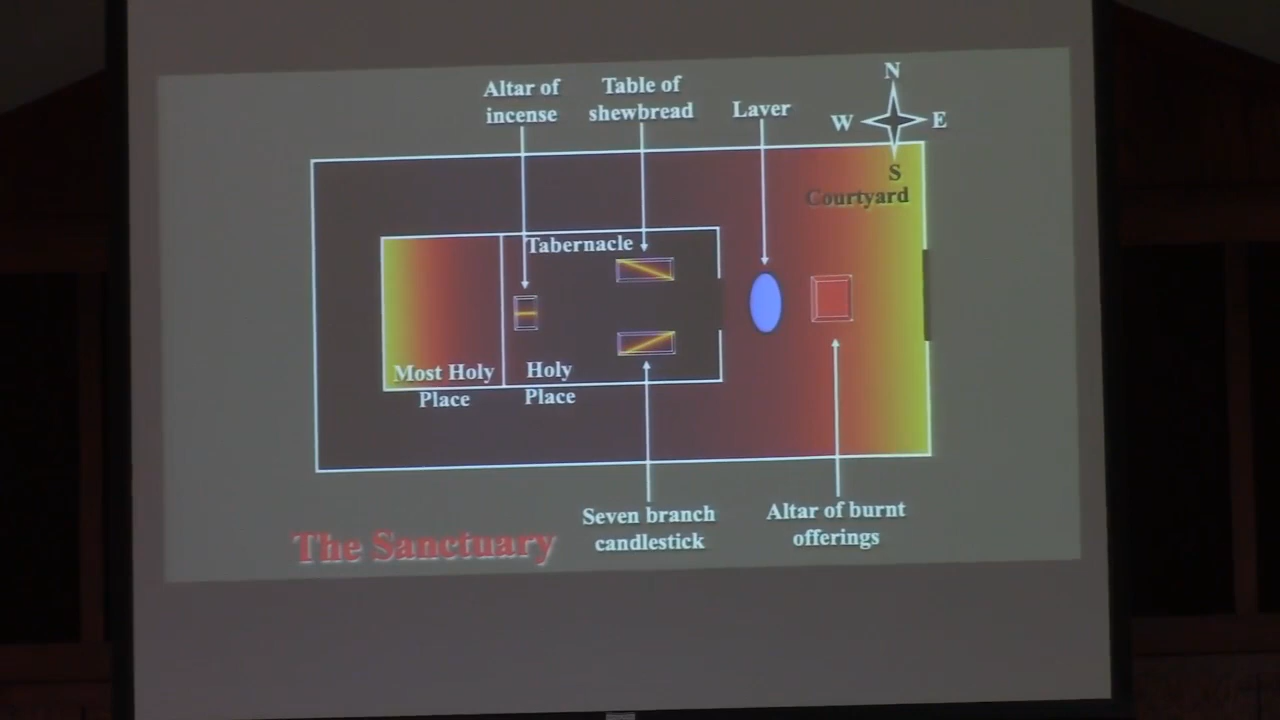 Altar of
incense
Table of
shewbread
Laver
N
W
E
S
Courtyard
Tabernacle
Most Holy
Place
Holy
Place
Seven branch
candlestick
Altar of burnt
offerings
The Sanctuary